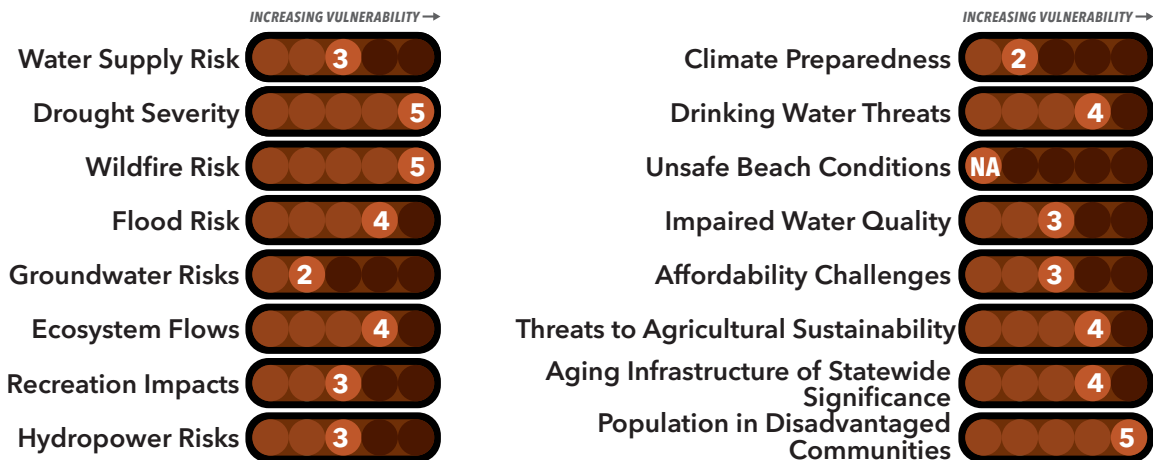 INCREASING VULNERABILITY →
Water Supply Risk 3
Drought Severity 5
Wildfire Risk 5
Flood Risk 4
Groundwater Risks 2
Ecosystem Flows 4
Recreation Impacts 3
Hydropower Risks 3
INCREASING VULNERABILITY →
Climate Preparedness 2
Drinking Water Threats 4
Unsafe Beach Conditions NA
Impaired Water Quality 3
Affordability Challenges 3
Threats to Agricultural Sustainability 4
Aging Infrastructure of Statewide
Significance 4
Population in Disadvantaged
Communities 5